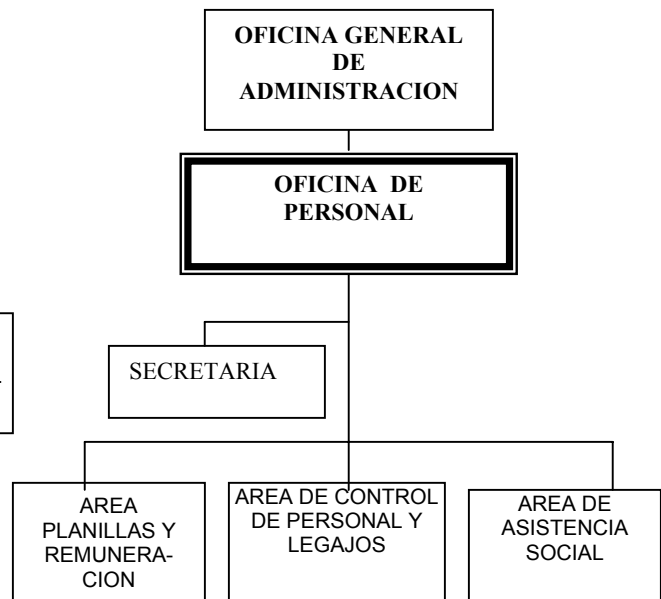 OFICINA GENERAL
DE
ADMINISTRACION
OFICINA DE
PERSONAL
SECRETARIA
AREA
PLANILLAS Y
REMUNERA-
CION
AREA DE CONTROL
DE PERSONAL Y
LEGAJOS
AREA DE
ASISTENCIA
SOCIAL